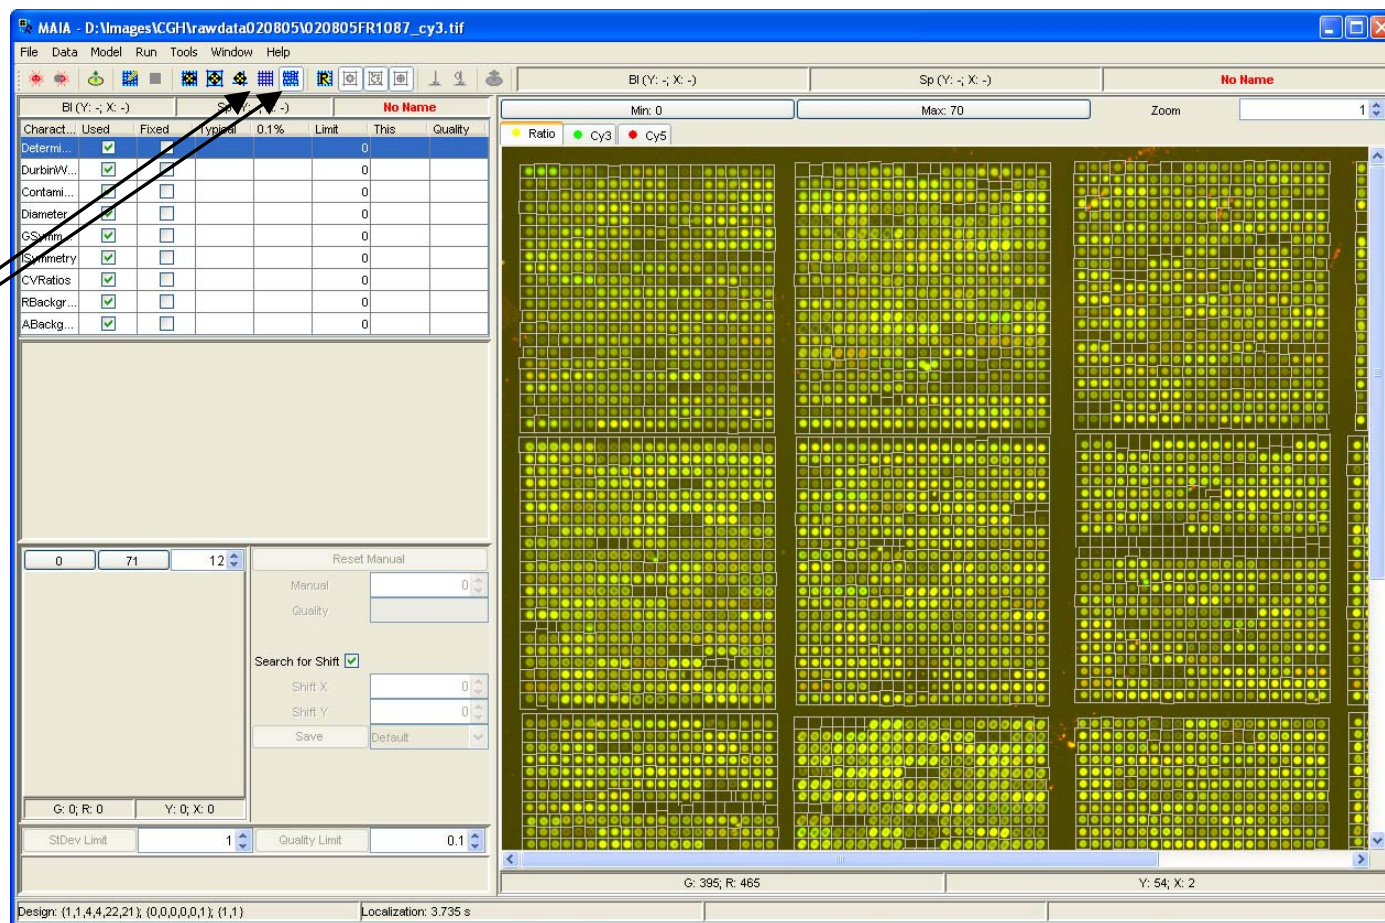 MAIA - D:\Images\CGH\rawdata020805\020805FR1087_cy3.tif
File Data Model Run Tools Window Help
R
Bl (Y: -; X: -) Sp (Y: -; X: -) No Name
Bl (Y: -; X: -) No Name
Min: 0 Max: 70 Zoom 1
Charact... Used Fixed Typical 0.1% Limit This Quality
Ratio Cy3 Cy5
Determi... 0
DurbinW... 0
Contami... 0
Diameter 0
GSymm... 0
ISymmetry 0
CVRatios 0
RBackgr... 0
ABackg... 0
0 71 12 Reset Manual
Manual 0
Quality
Search for Shift
Shift X 0
Shift Y 0
Save Default
G: 0; R: 0 Y: 0; X: 0
StDev Limit 1 Quality Limit 0.1
G: 395; R: 465 Y: 54; X: 2
Design: {1,1,4,4,22,21}; {0,0,0,0,0,1}; {1,1} Localization: 3.735 s